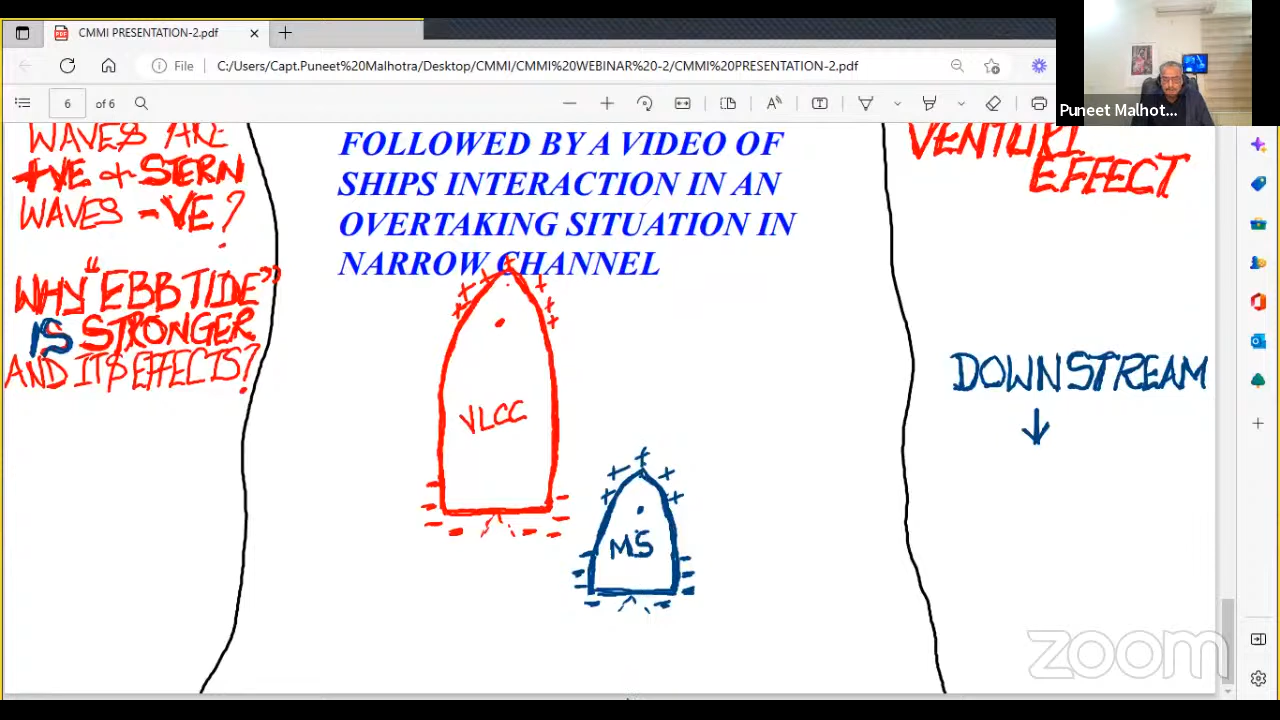 CMMI PRESENTATION-2.pdf
File
C:/Users/Capt.Puneet%20Malhotra/Desktop/CMMI/CMMI%20WEBINAR%20-2/CMMI%20PRESENTATION-2.pdf
6 of 6
Puneet Malhot...
WAVES ARE
+VE & STERN
WAVES -VE?
WHY "EBB TIDE"
IS STRONGER
AND ITS EFFECTS?
FOLLOWED BY A VIDEO OF
SHIPS INTERACTION IN AN
OVERTAKING SITUATION IN
NARROW CHANNEL
VLCC
MS
VENTURI
EFFECT
DOWNSTREAM
zoom